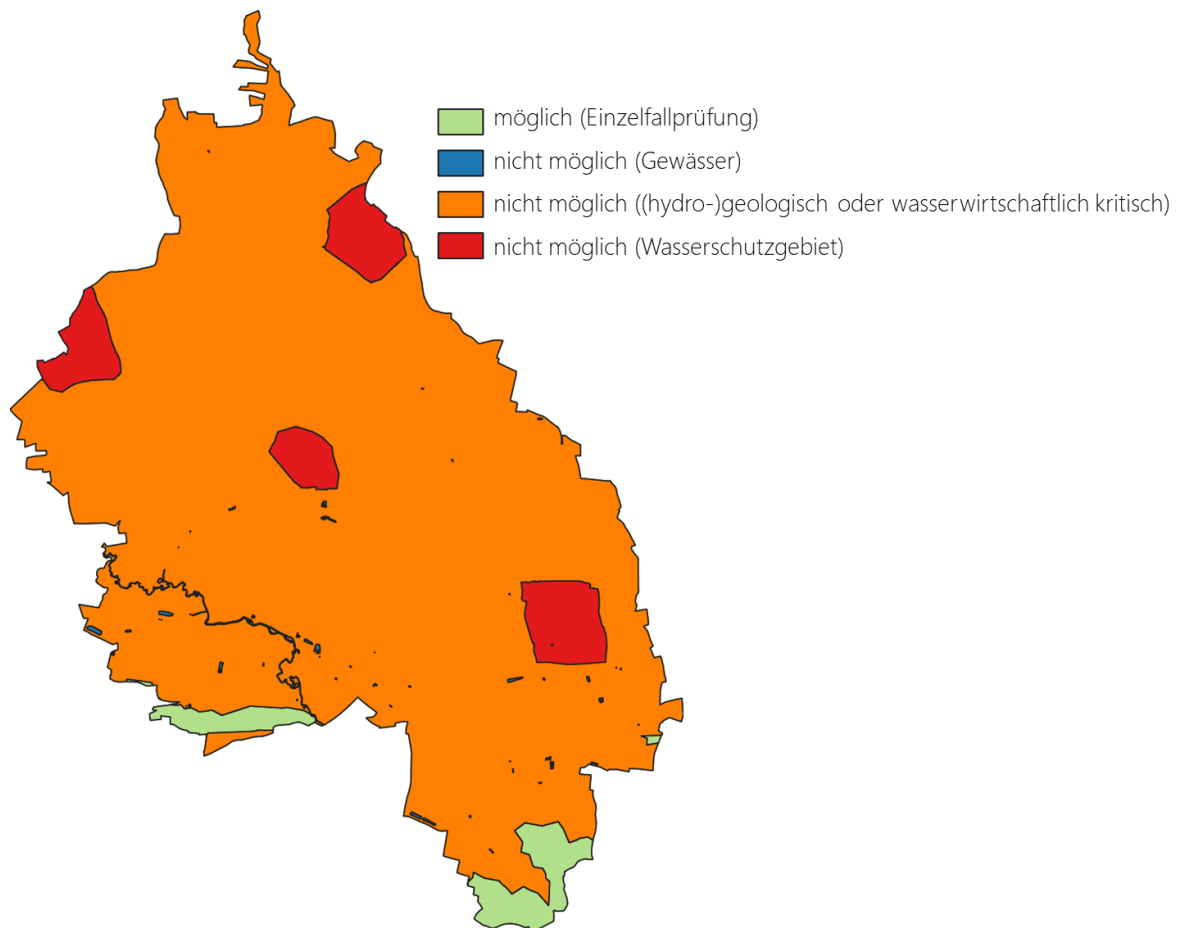 möglich (Einzelfallprüfung)
nicht möglich (Gewässer)
nicht möglich ((hydro-)geologisch oder wasserwirtschaftlich kritisch)
nicht möglich (Wasserschutzgebiet)